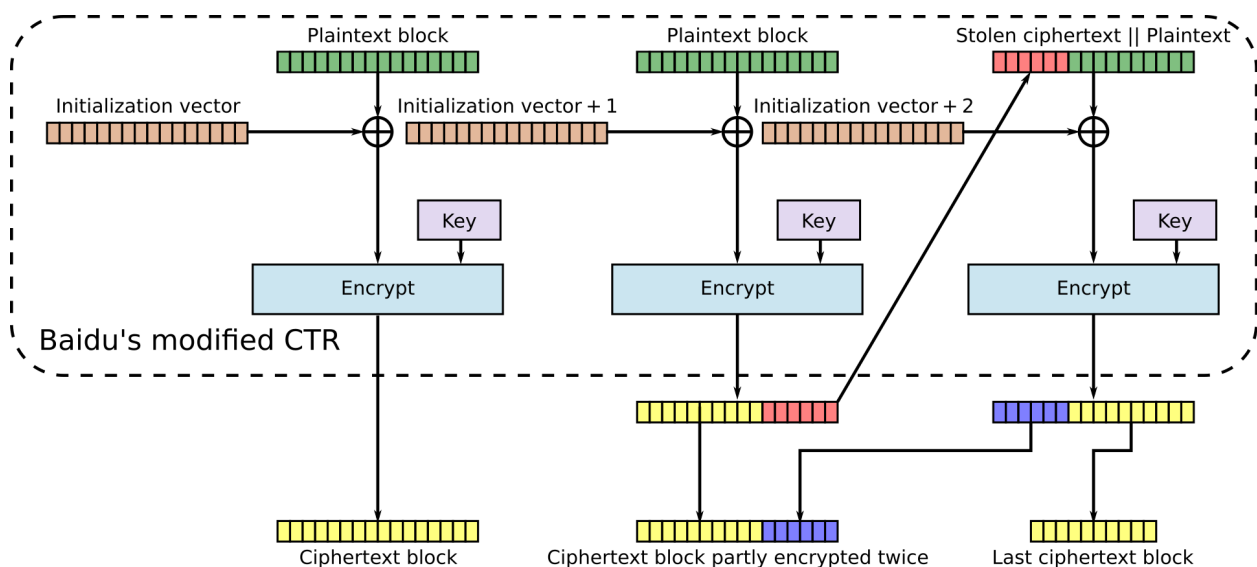 Plaintext block
Plaintext block
Stolen ciphertext || Plaintext
Initialization vector
Initialization vector + 1
Initialization vector + 2
Key
Key
Key
Encrypt
Encrypt
Encrypt
Baidu's modified CTR
Ciphertext block
Ciphertext block partly encrypted twice
Last ciphertext block